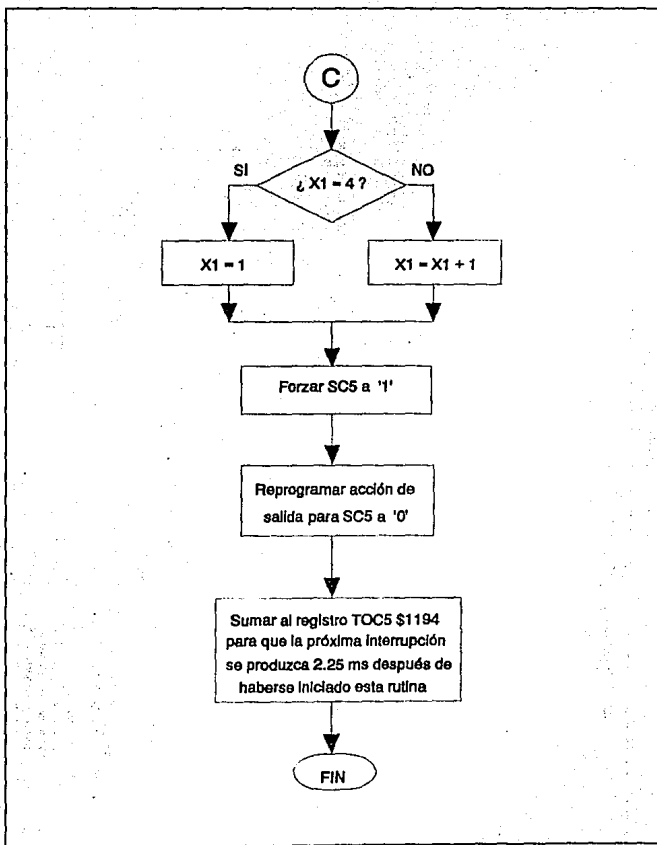 C
SI
¿ X1 = 4 ?
NO
X1 = 1
X1 = X1 + 1
Forzar SC5 a '1'
Reprogramar acción de
salida para SC5 a '0'
Sumar al registro TOC5 $1194
para que la próxima interrupción
se produzca 2.25 ms después de
haberse iniciado esta rutina
FIN